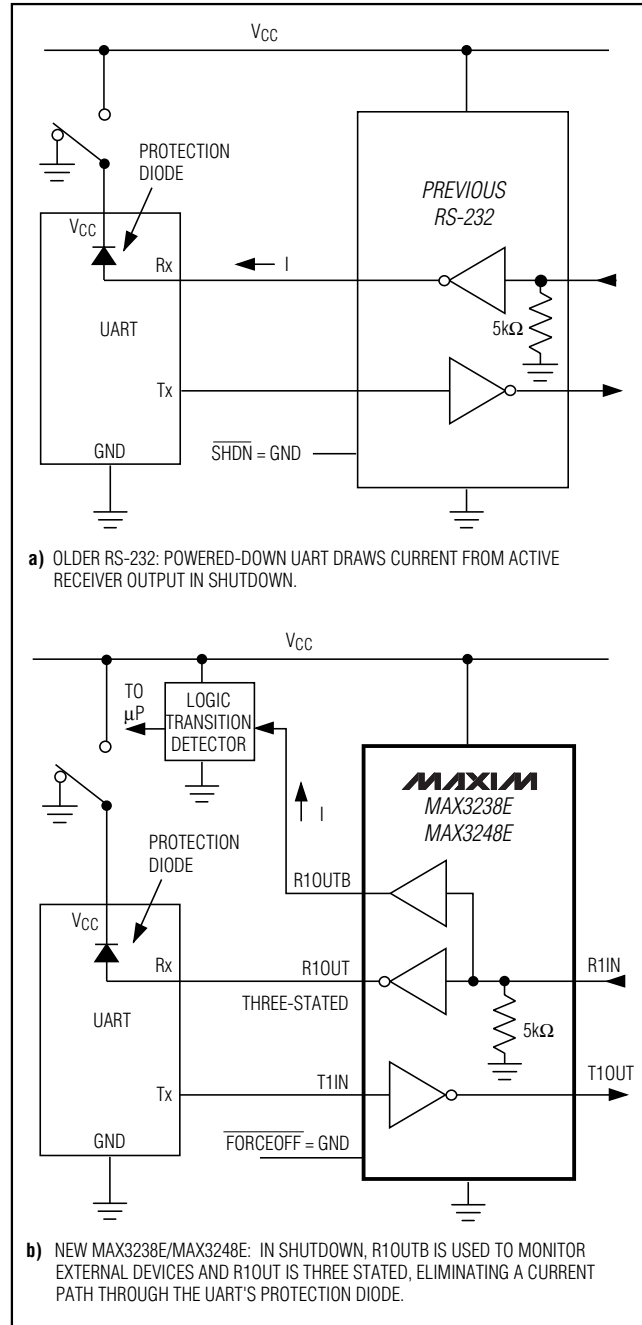 VCC
PROTECTION
DIODE
PREVIOUS
RS-232
VCC
Rx
I
5kΩ
UART
Tx
GND
SHDN = GND
a) OLDER RS-232: POWERED-DOWN UART DRAWS CURRENT FROM ACTIVE
RECEIVER OUTPUT IN SHUTDOWN.
VCC
TO
μP
LOGIC
TRANSITION
DETECTOR
MAXIM
MAX3238E
MAX3248E
I
PROTECTION
DIODE
R1OUTB
VCC
Rx
R1OUT
R1IN
THREE-STATED
UART
5kΩ
Tx
T1IN
T1OUT
GND
FORCEOFF = GND
b) NEW MAX3238E/MAX3248E: IN SHUTDOWN, R1OUTB IS USED TO MONITOR
EXTERNAL DEVICES AND R1OUT IS THREE STATED, ELIMINATING A CURRENT
PATH THROUGH THE UART'S PROTECTION DIODE.